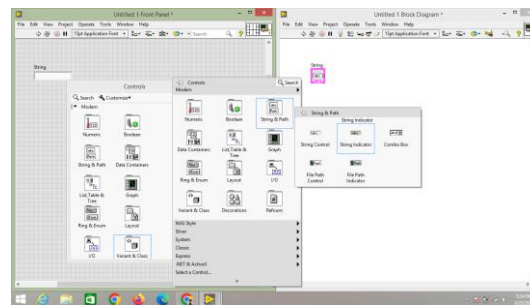 Untitled 1 Front Panel *
File Edit View Project Operate Tools Window Help
15pt Application Font
Search
String
Controls
Search Customize
Modern
Numeric Boolean
String & Path Data Containers
List, Table & Tree Graph
Ring & Enum Layout
I/O Variant & Class
Controls Search
Modern
Numeric Boolean String & Path
Data Containers List, Table & Tree Graph
Ring & Enum Layout I/O
Variant & Class Decorations Refnum
NXG Style
Silver
System
Classic
Express
.NET & ActiveX
Select a Control...
Untitled 1 Block Diagram *
File Edit View Project Operate Tools Window Help
15pt Application Font
String
String & Path
String Indicator
String Control String Indicator Combo Box
File Path Control File Path Indicator